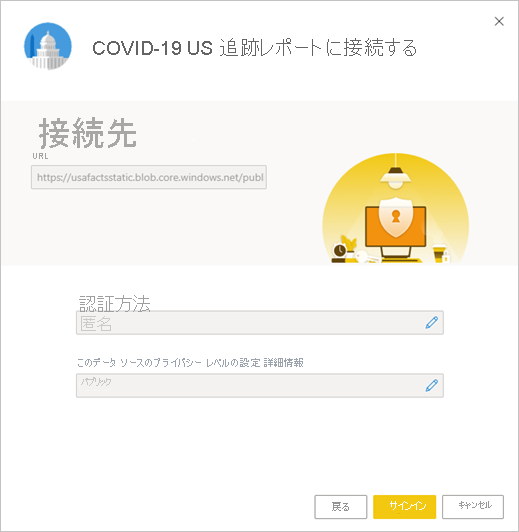 COVID-19 US 追跡レポートに接続する
接続先
URL
https://usafactsstatic.blob.core.windows.net/publ
認証方法
匿名
このデータ ソースのプライバシー レベルの設定 詳細情報
パブリック
戻る
サインイン
キャンセル